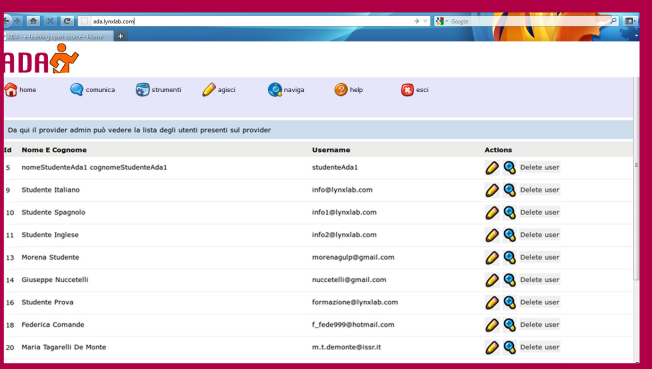 ada.lynxlab.com
Google
ADA - e-learning open source - Home
ADA
home comunica strumenti agisci naviga help esci
Da qui il provider admin può vedere la lista degli utenti presenti sul provider
Id Nome E Cognome Username Actions
5 nomeStudenteAda1 cognomeStudenteAda1 studenteAda1 Delete user
9 Studente Italiano info@lynxlab.com Delete user
10 Studente Spagnolo info1@lynxlab.com Delete user
11 Studente Inglese info2@lynxlab.com Delete user
13 Morena Studente morenagulp@gmail.com Delete user
14 Giuseppe Nuccetelli nuccetelli@gmail.com Delete user
16 Studente Prova formazione@lynxlab.com Delete user
18 Federica Comande f_fede999@hotmail.com Delete user
20 Maria Tagarelli De Monte m.t.demonte@issr.it Delete user